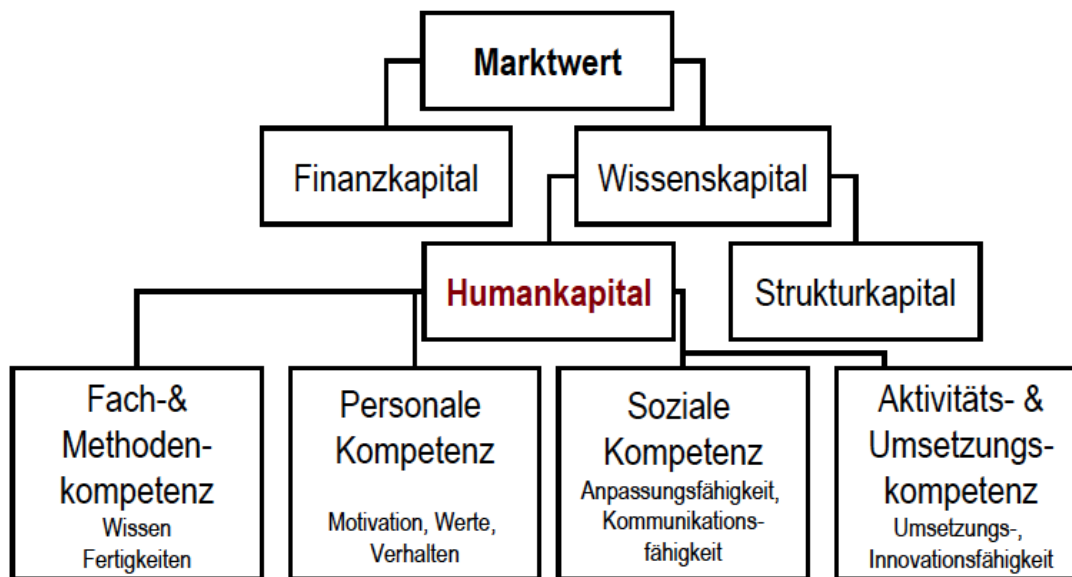 Marktwert
Finanzkapital
Wissenskapital
Humankapital
Strukturkapital
Fach-&
Methoden-
kompetenz
Wissen
Fertigkeiten
Personale
Kompetenz
Motivation, Werte,
Verhalten
Soziale
Kompetenz
Anpassungsfähigkeit,
Kommunikations-
fähigkeit
Aktivitäts- &
Umsetzungs-
kompetenz
Umsetzungs-,
Innovationsfähigkeit